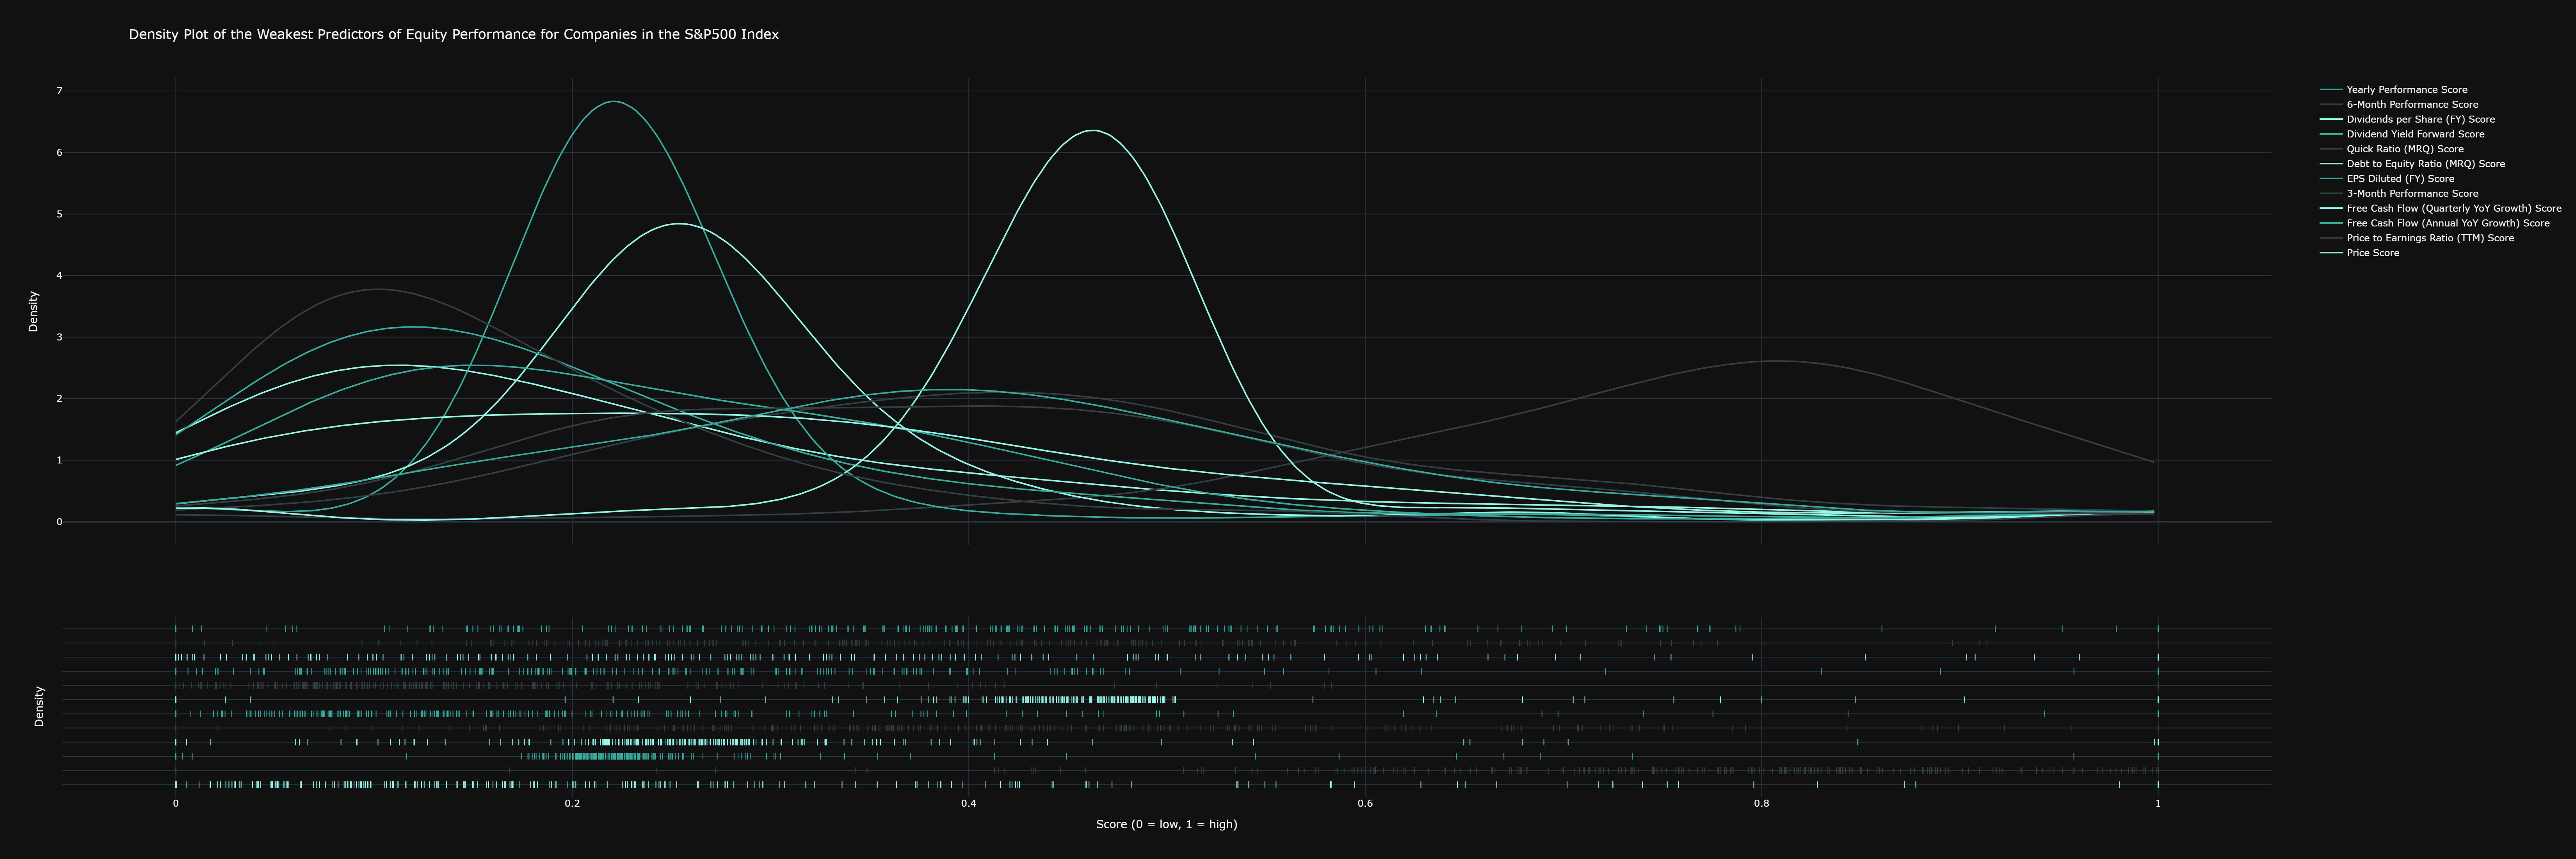 Density Plot of the Weakest Predictors of Equity Performance for Companies in the S&P500 Index
7
6
5
4
3
2
1
0
Density
Yearly Performance Score
6-Month Performance Score
Dividends per Share (FY) Score
Dividend Yield Forward Score
Quick Ratio (MRQ) Score
Debt to Equity Ratio (MRQ) Score
EPS Diluted (FY) Score
3-Month Performance Score
Free Cash Flow (Quarterly YoY Growth) Score
Free Cash Flow (Annual YoY Growth) Score
Price to Earnings Ratio (TTM) Score
Price Score
Density
0 0.2 0.4 0.6 0.8 1
Score (0 = low, 1 = high)